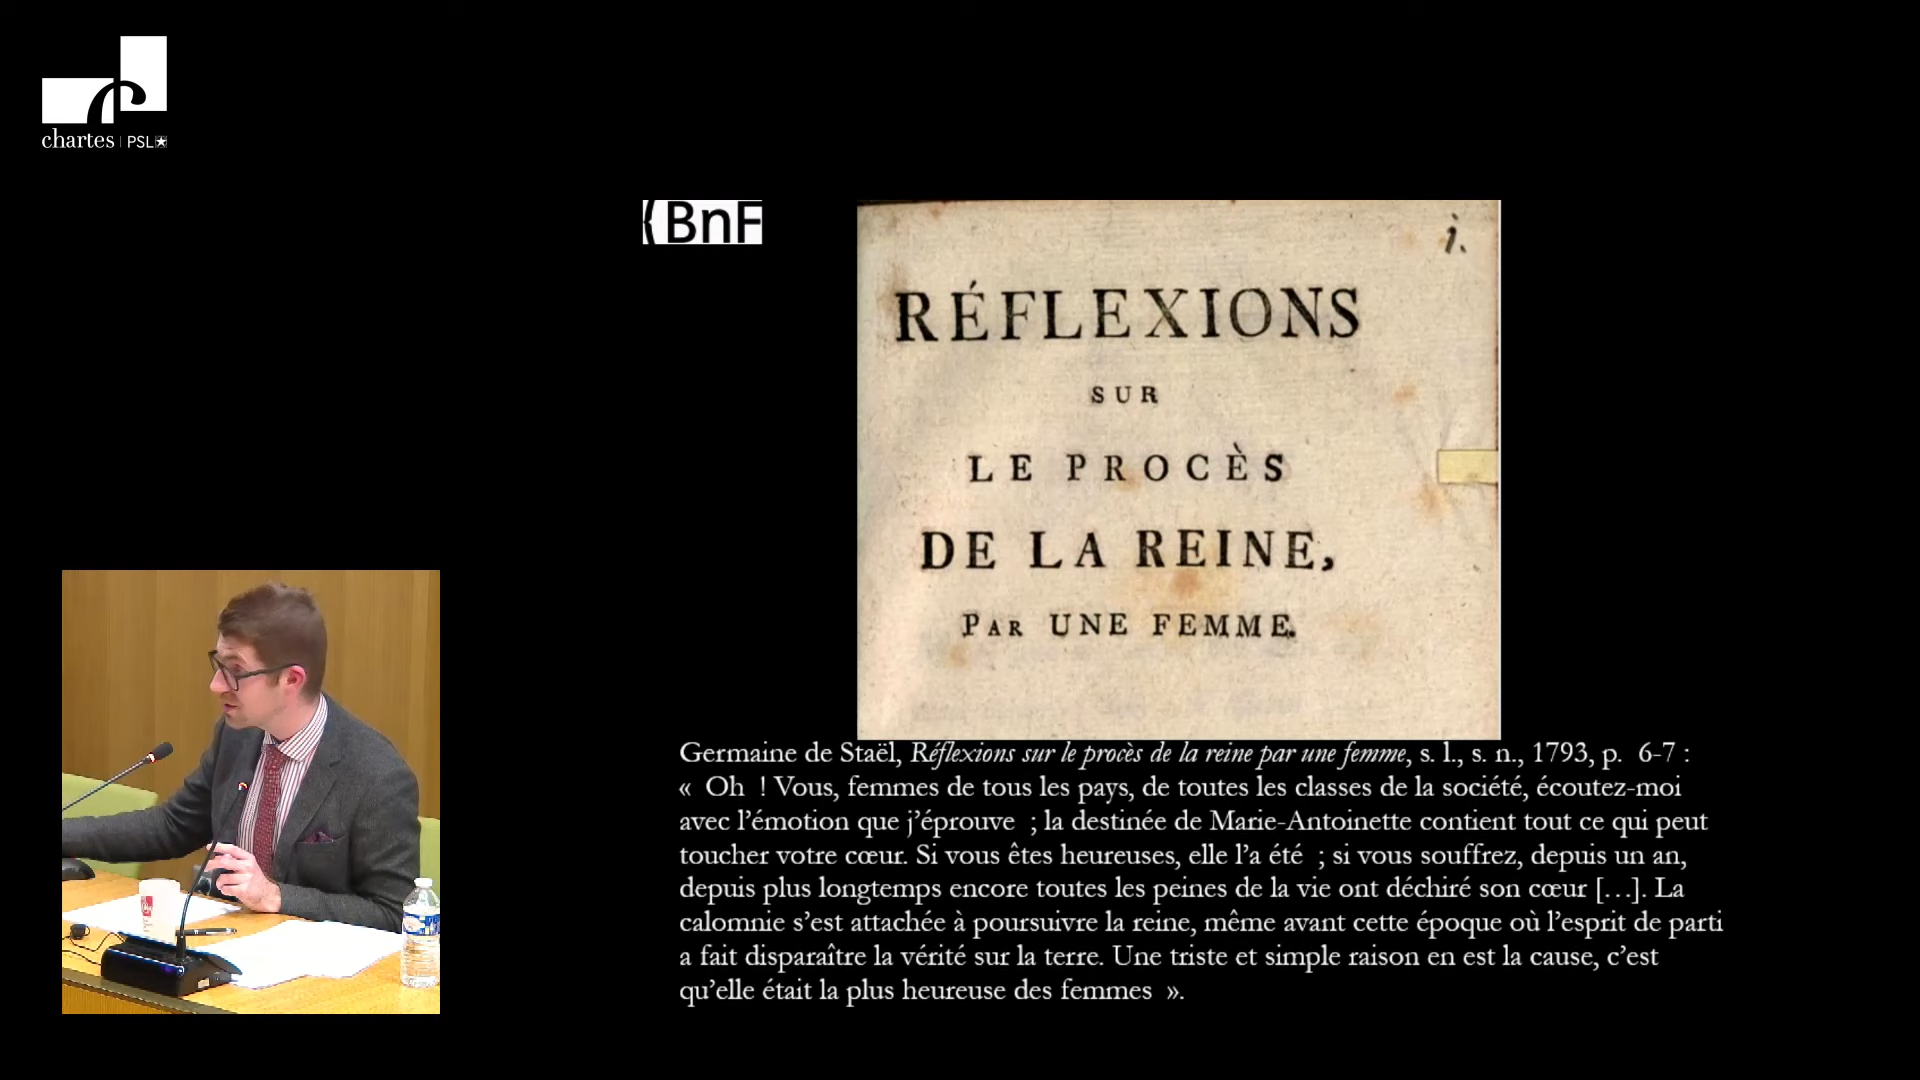 chartes | PSL
BnF
i.
RÉFLEXIONS
SUR
LE PROCÈS
DE LA REINE,
PAR UNE FEMME.
Germaine de Staël, Réflexions sur le procès de la reine par une femme, s. l., s. n., 1793, p. 6-7 :
« Oh ! Vous, femmes de tous les pays, de toutes les classes de la société, écoutez-moi
avec l’émotion que j’éprouve ; la destinée de Marie-Antoinette contient tout ce qui peut
toucher votre cœur. Si vous êtes heureuses, elle l’a été ; si vous souffrez, depuis un an,
depuis plus longtemps encore toutes les peines de la vie ont déchiré son cœur […]. La
calomnie s’est attachée à poursuivre la reine, même avant cette époque où l’esprit de parti
a fait disparaître la vérité sur la terre. Une triste et simple raison en est la cause, c’est
qu’elle était la plus heureuse des femmes ».